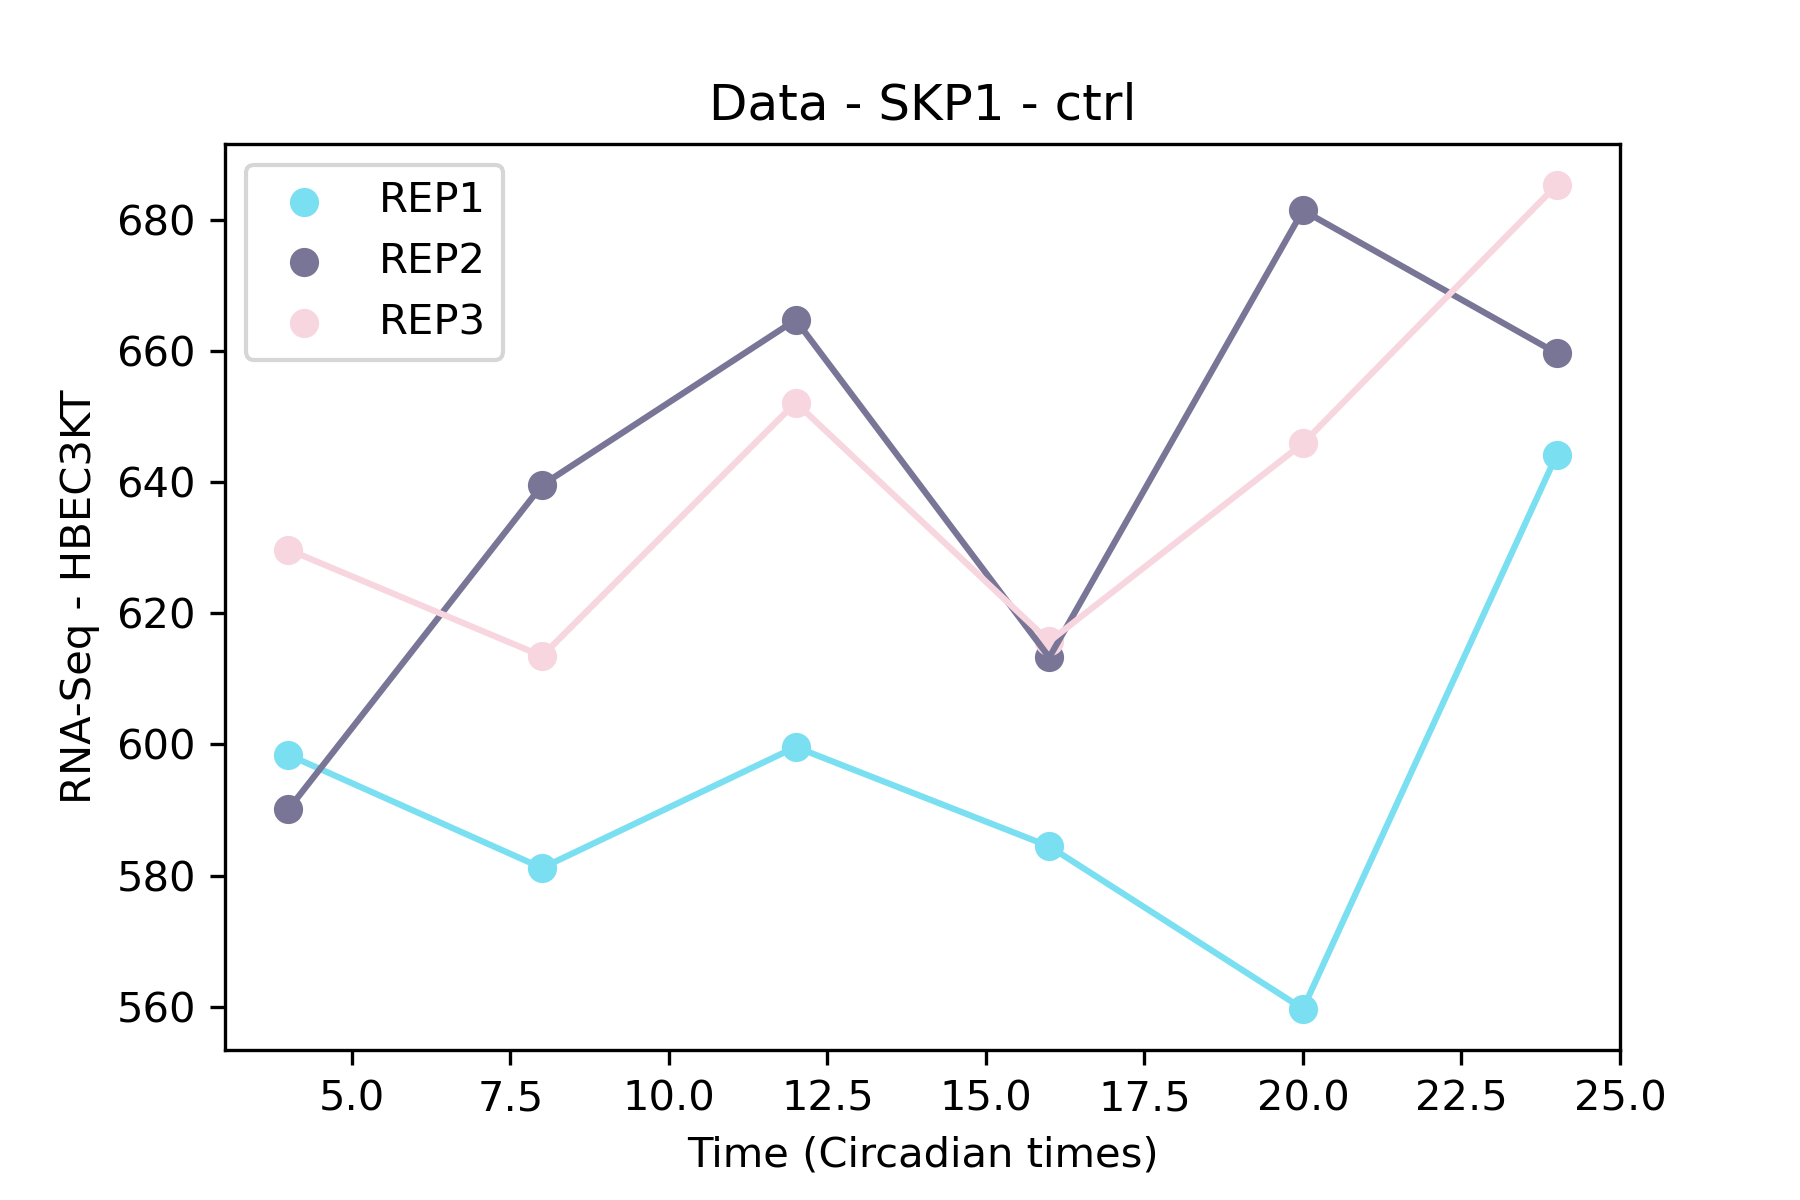 Data - SKP1 - ctrl
REP1
REP2
REP3
RNA-Seq - HBEC3KT
680
660
640
620
600
580
560
5.0 7.5 10.0 12.5 15.0 17.5 20.0 22.5 25.0
Time (Circadian times)